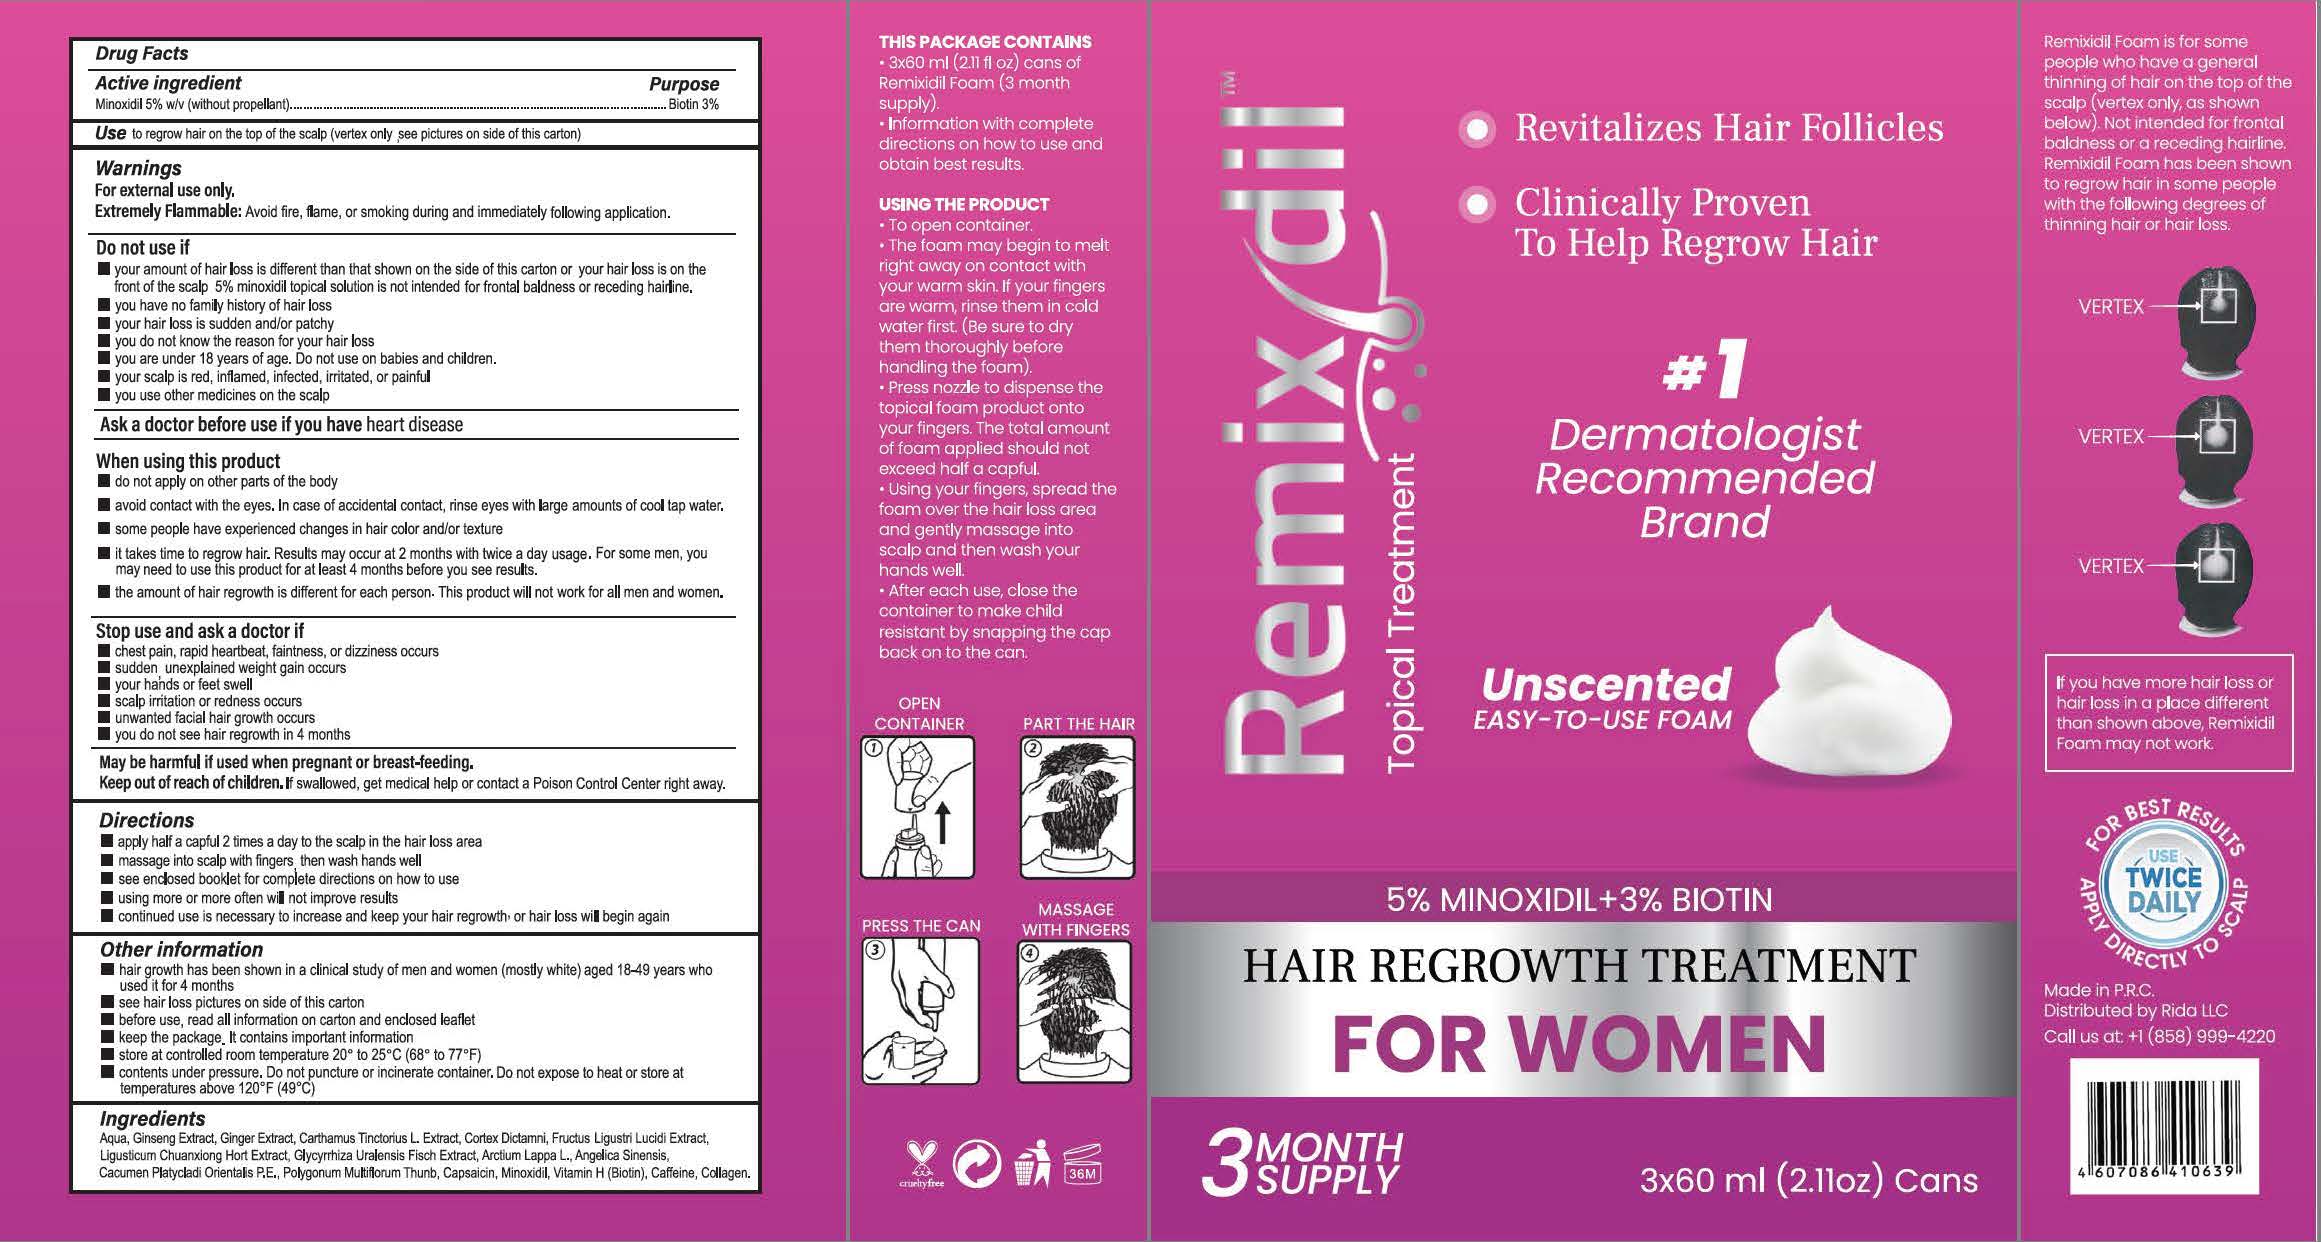 Drug Facts
Active ingredient Purpose
Minoxidil 5% w/v (without propellant)........Biotin 3%
Use to regrow hair on the top of the scalp (vertex only ,see pictures on side of this carton)
Warnings
For external use only.
Extremely Flammable: Avoid fire, flame, or smoking during and immediately following application.
Do not use if
■ your amount of hair loss is different than that shown on the side of this carton or your hair loss is on the
front of the scalp 5% minoxidil topical solution is not intended for frontal baldness or receding hairline.
■ you have no family history of hair loss
■ your hair loss is sudden and/or patchy
■ you do not know the reason for your hair loss
■ you are under 18 years of age. Do not use on babies and children.
■ your scalp is red, inflamed, infected, irritated, or painful
■ you use other medicines on the scalp
Ask a doctor before use if you have heart disease
When using this product
■ do not apply on other parts of the body
■ avoid contact with the eyes. In case of accidental contact, rinse eyes with large amounts of cool tap water.
■ some people have experienced changes in hair color and/or texture
■ it takes time to regrow hair. Results may occur at 2 months with twice a day usage. For some men, you
may need to use this product for at least 4 months before you see results.
■ the amount of hair regrowth is different for each person. This product will not work for all men and women.
Stop use and ask a doctor if
■ chest pain, rapid heartbeat, faintness, or dizziness occurs
■ sudden, unexplained weight gain occurs
■ your hands or feet swell
■ scalp irritation or redness occurs
■ unwanted facial hair growth occurs
■ you do not see hair regrowth in 4 months
May be harmful if used when pregnant or breast-feeding.
Keep out of reach of children. If swallowed, get medical help or contact a Poison Control Center right away.
Directions
■ apply half a capful 2 times a day to the scalp in the hair loss area
■ massage into scalp with fingers, then wash hands well
■ see enclosed booklet for complete directions on how to use
■ using more or more often will not improve results
■ continued use is necessary to increase and keep your hair regrowth, or hair loss will begin again
Other information
■ hair growth has been shown in a clinical study of men and women (mostly white) aged 18-49 years who
used it for 4 months
■ see hair loss pictures on side of this carton
■ before use, read all information on carton and enclosed leaflet
■ keep the package. It contains important information
■ store at controlled room temperature 20° to 25°C (68° to 77°F)
■ contents under pressure. Do not puncture or incinerate container. Do not expose to heat or store at
temperatures above 120°F (49°C)
Ingredients
Aqua, Ginseng Extract, Ginger Extract, Carthamus Tinctorius L. Extract, Cortex Dictamni, Fructus Ligustri Lucidi Extract,
Ligusticum Chuanxiong Hort Extract, Glycyrrhiza Uralensis Fisch Extract, Arctium Lappa L., Angelica Sinensis,
Cacumen Platycladi Orientalis P.E., Polygonum Multiflorum Thunb, Capsaicin, Minoxidil, Vitamin H (Biotin), Caffeine, Collagen.
THIS PACKAGE CONTAINS
• 3x60 ml (2.11 fl oz) cans of
Remixidil Foam (3 month
supply).
• Information with complete
directions on how to use and
obtain best results.
USING THE PRODUCT
• To open container.
• The foam may begin to melt
right away on contact with
your warm skin. If your fingers
are warm, rinse them in cold
water first. (Be sure to dry
them thoroughly before
handling the foam).
• Press nozzle to dispense the
topical foam product onto
your fingers. The total amount
of foam applied should not
exceed half a capful.
• Using your fingers, spread the
foam over the hair loss area
and gently massage into
scalp and then wash your
hands well.
• After each use, close the
container to make child
resistant by snapping the cap
back on to the can.
OPEN
CONTAINER
1
PART THE HAIR
2
PRESS THE CAN
3
MASSAGE
WITH FINGERS
4
crueltyfree
36M
Remixidil™
Topical Treatment
Revitalizes Hair Follicles
Clinically Proven
To Help Regrow Hair
#1
Dermatologist
Recommended
Brand
Unscented
EASY-TO-USE FOAM
5% MINOXIDIL+3% BIOTIN
HAIR REGROWTH TREATMENT
FOR WOMEN
3 MONTH
SUPPLY
3x60 ml (2.11oz) Cans
Remixidil Foam is for some
people who have a general
thinning of hair on the top of the
scalp (vertex only, as shown
below). Not intended for frontal
baldness or a receding hairline.
Remixidil Foam has been shown
to regrow hair in some people
with the following degrees of
thinning hair or hair loss.
VERTEX
VERTEX
VERTEX
If you have more hair loss or
hair loss in a place different
than shown above, Remixidil
Foam may not work.
FOR BEST RESULTS
USE
TWICE
DAILY
APPLY DIRECTLY TO SCALP
Made in P.R.C.
Distributed by Rida LLC
Call us at: +1 (858) 999-4220
4 607086 410639